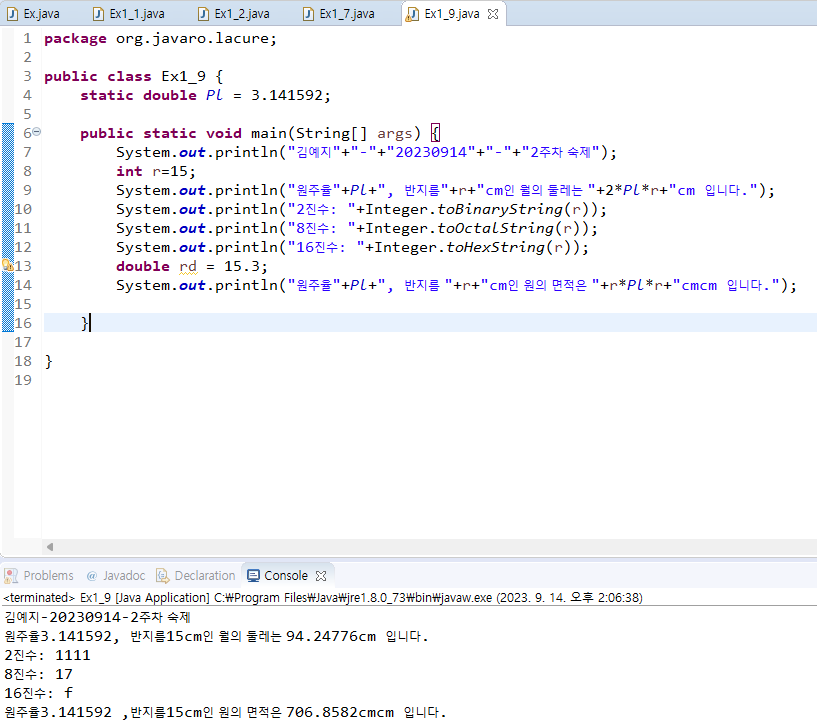 Ex.java Ex1_1.java Ex1_2.java Ex1_7.java Ex1_9.java
1 package org.javaro.lacure;
2
3 public class Ex1_9 {
4 static double Pl = 3.141592;
5
6 public static void main(String[] args) {
7 System.out.println("김예지"+"-"+"20230914"+"-"+"2주차 숙제");
8 int r=15;
9 System.out.println("원주율"+Pl+", 반지름"+r+"cm인 월의 둘레는 "+2*Pl*r+"cm 입니다.");
10 System.out.println("2진수: "+Integer.toBinaryString(r));
11 System.out.println("8진수: "+Integer.toOctalString(r));
12 System.out.println("16진수: "+Integer.toHexString(r));
13 double rd = 15.3;
14 System.out.println("원주율"+Pl+", 반지름 "+r+"cm인 원의 면적은 "+r*Pl*r+"cmcm 입니다.");
15
16 }
17
18 }
19
Problems @ Javadoc Declaration Console
<terminated> Ex1_9 [Java Application] C:\Program Files\Java\jre1.8.0_73\bin\javaw.exe (2023. 9. 14. 오후 2:06:38)
김예지-20230914-2주차 숙제
원주율3.141592, 반지름15cm인 월의 둘레는 94.24776cm 입니다.
2진수: 1111
8진수: 17
16진수: f
원주율3.141592 ,반지름15cm인 원의 면적은 706.8582cmcm 입니다.